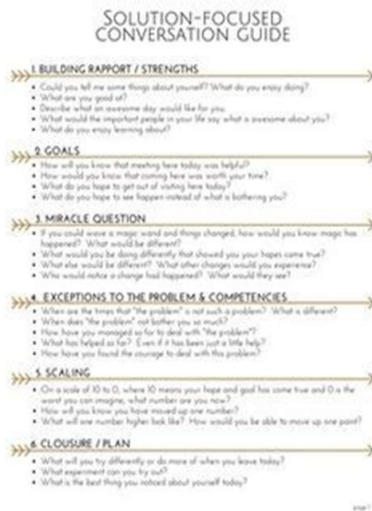 SOLUTION-FOCUSED
CONVERSATION GUIDE
1. BUILDING RAPPORT / STRENGTHS
• Could you tell me some things about yourself? What do you enjoy doing?
• What are you good at?
• Describe what an awesome day would like for you.
• What would the important people in your life say what is awesome about you?
• What do you enjoy learning about?
2. GOALS
• How will you know that meeting here today was helpful?
• How would you know that coming here was worth your time?
• What do you hope to get out of visiting here today?
• What do you hope to see happen instead of what is bothering you?
3. MIRACLE QUESTION
• If you could wave a magic wand and things changed, how would you know magic has
happened? What would be different?
• What would you be doing differently that showed you your hopes came true?
• What else would be different? What other changes would you experience?
• Who would notice a change had happened? What would they see?
4. EXCEPTIONS TO THE PROBLEM & COMPETENCIES
• When are the times that "the problem" is not such a problem? What is different?
• When does "the problem" not bother you so much?
• How have you managed so far to deal with "the problem"?
• What has helped so far? Even if it has been just a little help?
• How have you found the courage to deal with this problem?
5. SCALING
• On a scale of 10 to 0, where 10 means your hope and goal has come true and 0 is the
worst you can imagine, what number are you now?
• How will you know you have moved up one number?
• What will one number higher look like? How would you be able to move up one point?
6. CLOUSURE / PLAN
• What will you try differently or do more of when you leave today?
• What experiment can you try out?
• What is the best thing you noticed about yourself today?